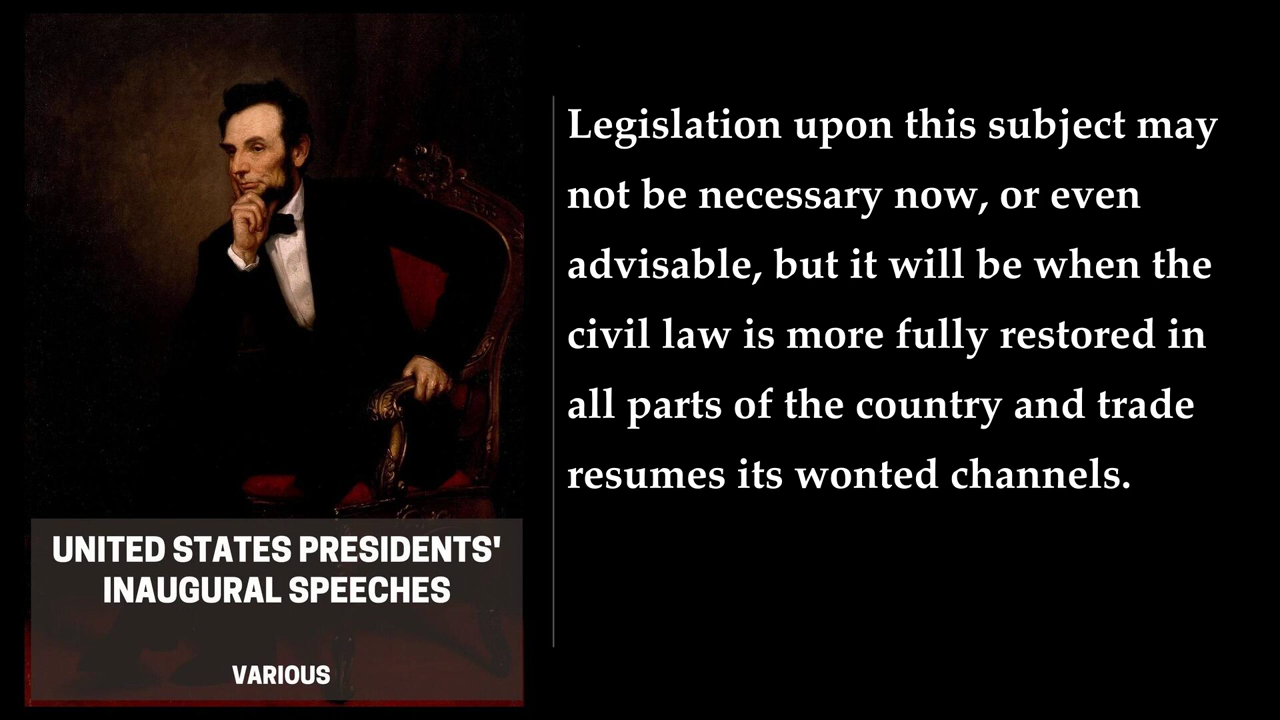 Legislation upon this subject may
not be necessary now, or even
advisable, but it will be when the
civil law is more fully restored in
all parts of the country and trade
resumes its wonted channels.
UNITED STATES PRESIDENTS'
INAUGURAL SPEECHES
VARIOUS